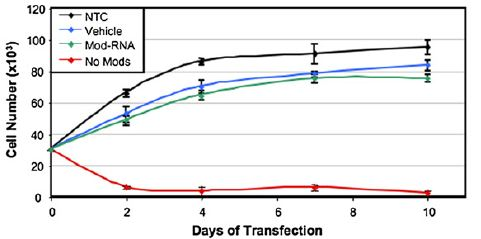 120
NTC
Vehicle
Mod-RNA
No Mods
100
80
60
40
20
0
Cell Number (x10³)
0 2 4 6 8 10
Days of Transfection